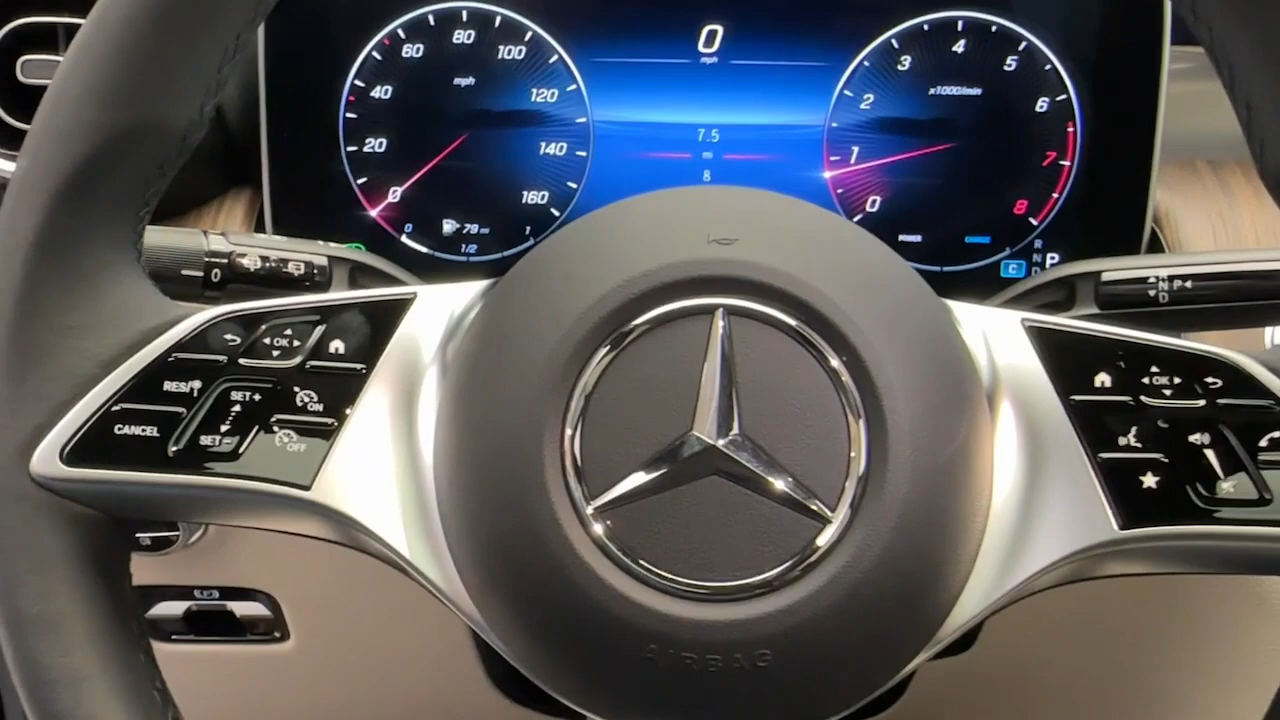 60 80 100
mph
40 120
20 140
0 160
0 79 mi 1
1/2
0
mph
7.5
8
3 4 5
x1000/min
2 6
1 7
0 8
POWER CHARGE
R
N P
D
C
0
R
N P
D
OK
RES/
SET+
ON
CANCEL
SET-
OFF
OK
AIRBAG
(P)